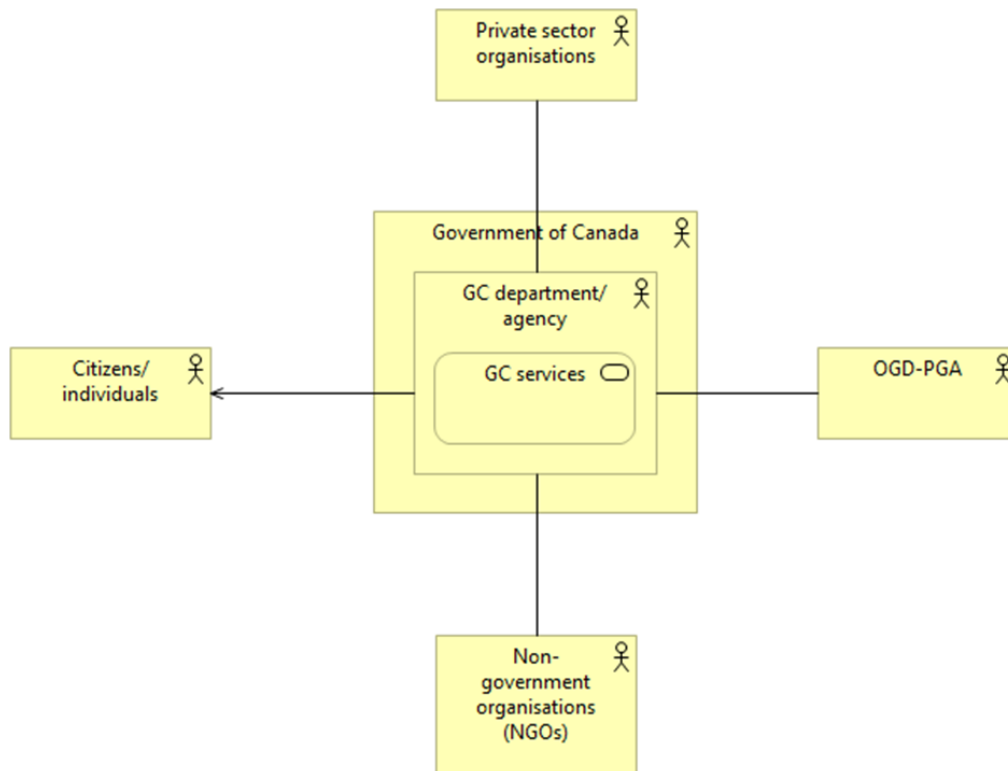 Private sector
organisations
Government of Canada
GC department/
agency
GC services
Citizens/
individuals
OGD-PGA
Non-
government
organisations
(NGOs)